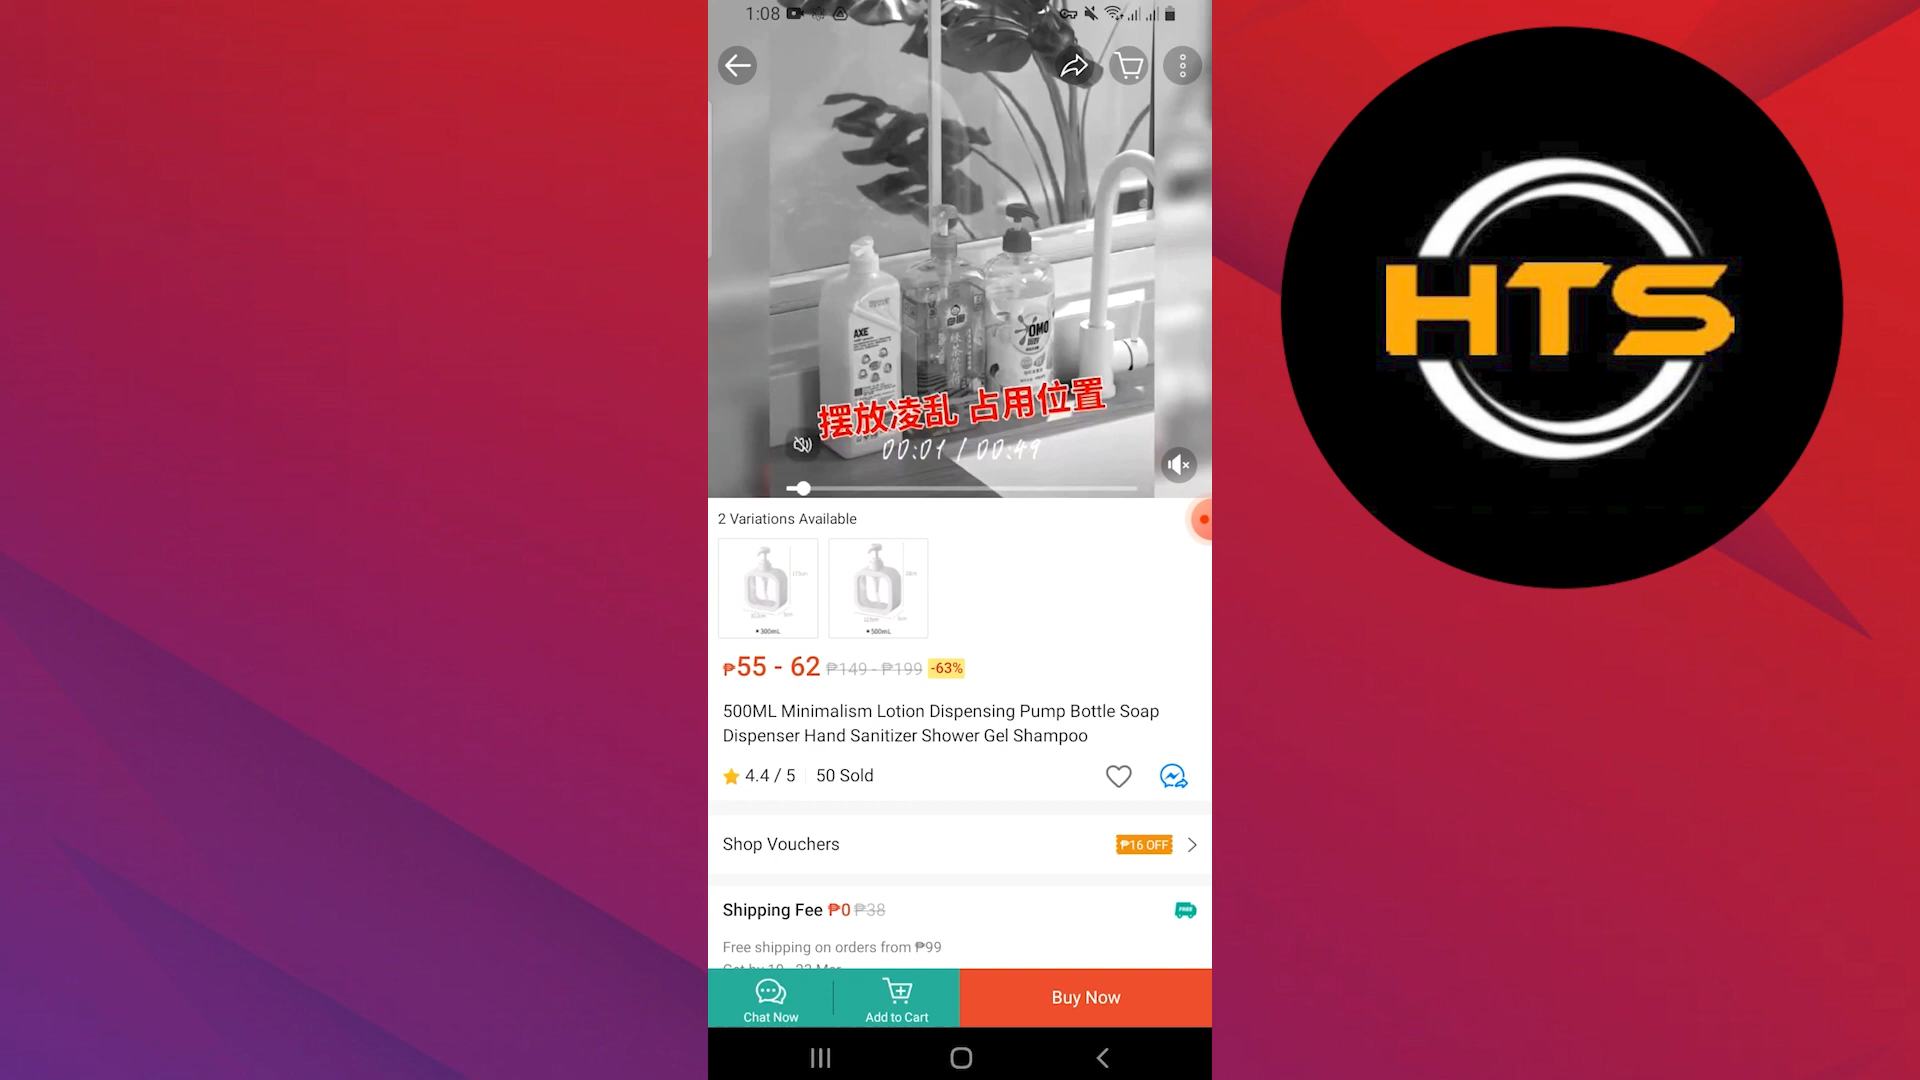 1:08
HTS
AXE
OMO
摆放凌乱 占用位置
00:01 / 00:49
2 Variations Available
300mL
500mL
₱55 - 62 ₱149 - ₱199 -63%
500ML Minimalism Lotion Dispensing Pump Bottle Soap
Dispenser Hand Sanitizer Shower Gel Shampoo
4.4 / 5 50 Sold
Shop Vouchers ₱16 OFF
Shipping Fee ₱0 ₱38
FREE
Free shipping on orders from ₱99
Chat Now Add to Cart Buy Now